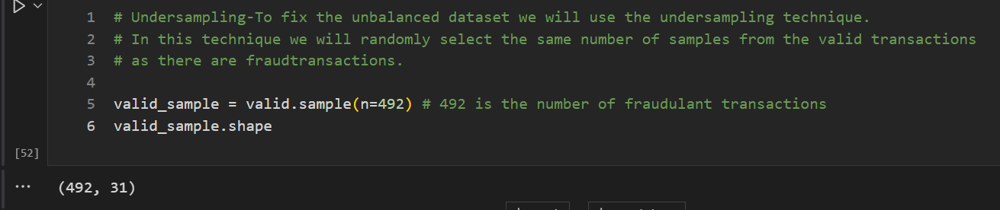 1 # Undersampling-To fix the unbalanced dataset we will use the undersampling technique.
2 # In this technique we will randomly select the same number of samples from the valid transactions
3 # as there are fraudtransactions.
4
5 valid_sample = valid.sample(n=492) # 492 is the number of fraudulant transactions
6 valid_sample.shape
[52]
... (492, 31)